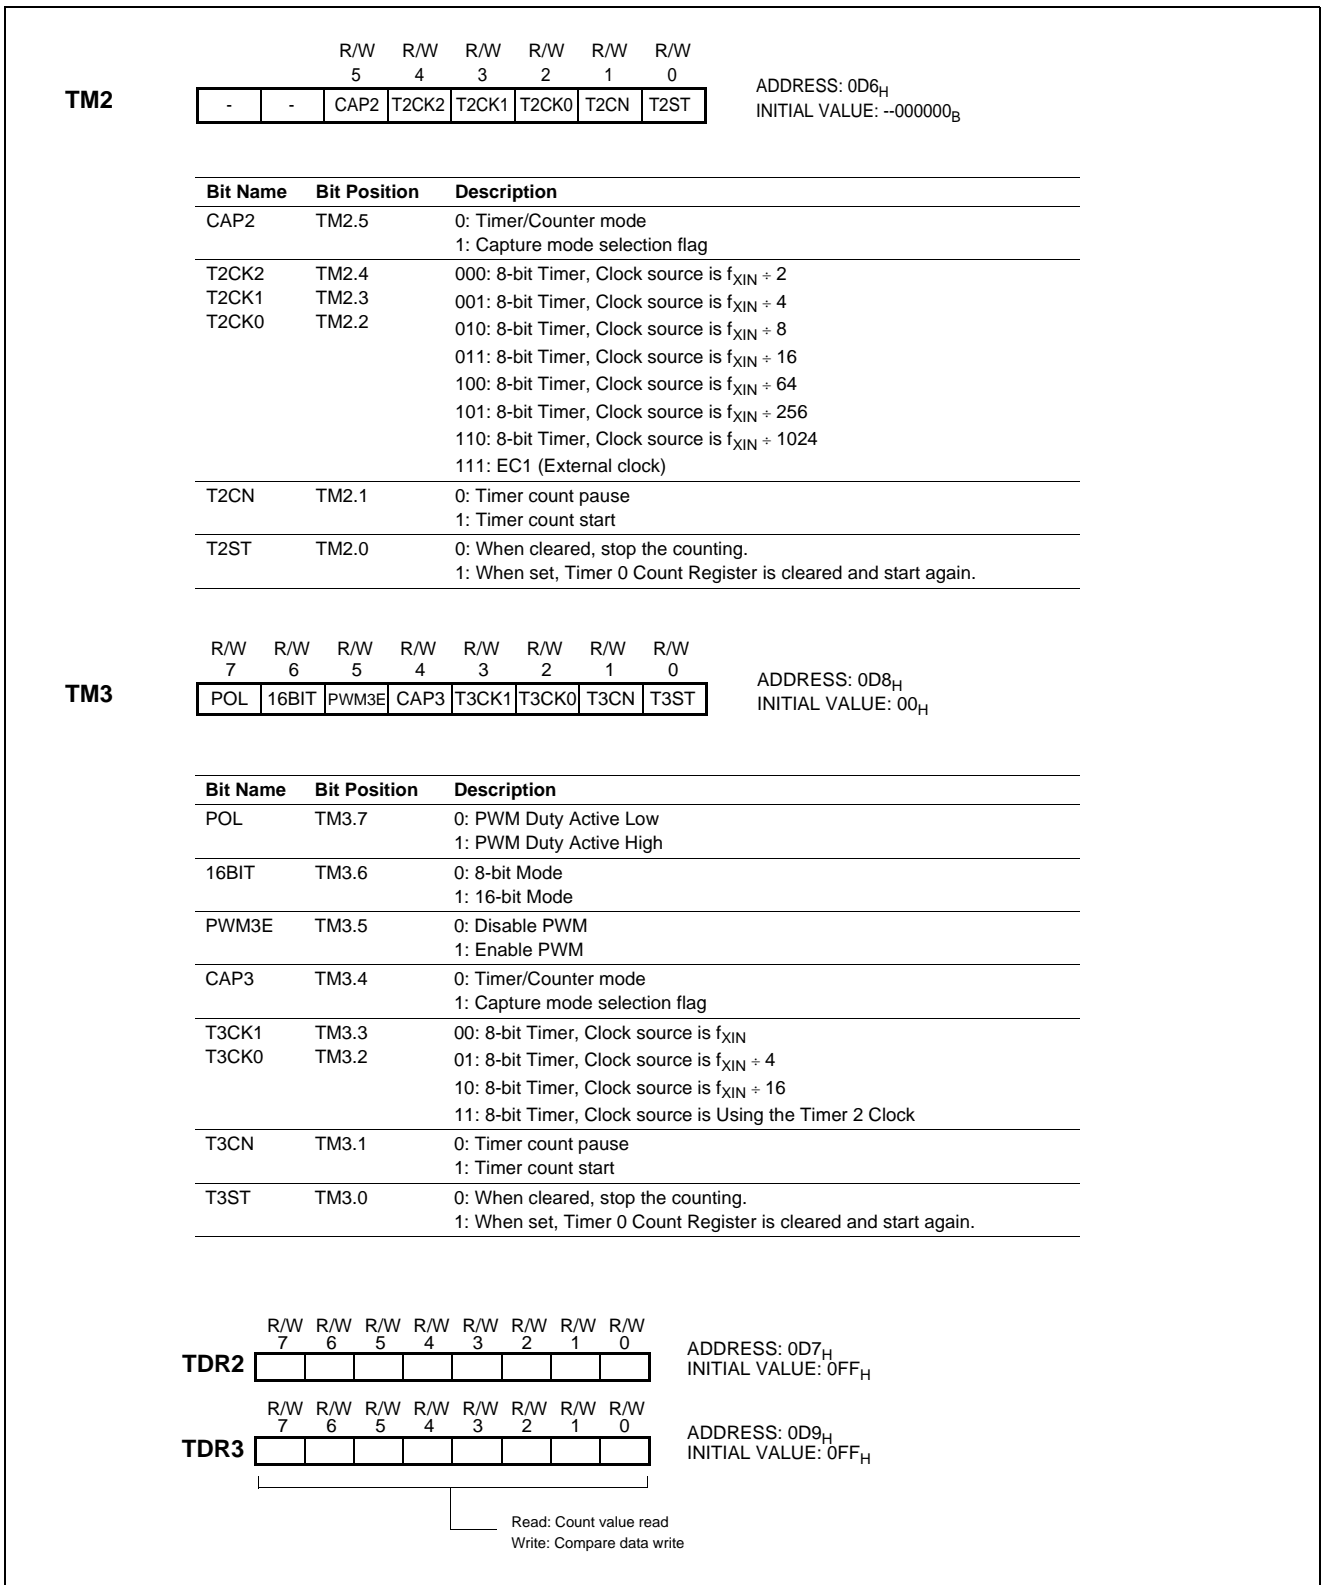 R/W R/W R/W R/W R/W R/W
5 4 3 2 1 0
TM2 - - CAP2 T2CK2 T2CK1 T2CK0 T2CN T2ST
ADDRESS: 0D6H
INITIAL VALUE: --000000B
Bit Name Bit Position Description
CAP2 TM2.5 0: Timer/Counter mode
1: Capture mode selection flag
T2CK2 TM2.4 000: 8-bit Timer, Clock source is fXIN ÷ 2
T2CK1 TM2.3 001: 8-bit Timer, Clock source is fXIN ÷ 4
T2CK0 TM2.2 010: 8-bit Timer, Clock source is fXIN ÷ 8
011: 8-bit Timer, Clock source is fXIN ÷ 16
100: 8-bit Timer, Clock source is fXIN ÷ 64
101: 8-bit Timer, Clock source is fXIN ÷ 256
110: 8-bit Timer, Clock source is fXIN ÷ 1024
111: EC1 (External clock)
T2CN TM2.1 0: Timer count pause
1: Timer count start
T2ST TM2.0 0: When cleared, stop the counting.
1: When set, Timer 0 Count Register is cleared and start again.
R/W R/W R/W R/W R/W R/W R/W R/W
7 6 5 4 3 2 1 0
TM3 POL 16BIT PWM3E CAP3 T3CK1 T3CK0 T3CN T3ST
ADDRESS: 0D8H
INITIAL VALUE: 00H
Bit Name Bit Position Description
POL TM3.7 0: PWM Duty Active Low
1: PWM Duty Active High
16BIT TM3.6 0: 8-bit Mode
1: 16-bit Mode
PWM3E TM3.5 0: Disable PWM
1: Enable PWM
CAP3 TM3.4 0: Timer/Counter mode
1: Capture mode selection flag
T3CK1 TM3.3 00: 8-bit Timer, Clock source is fXIN
T3CK0 TM3.2 01: 8-bit Timer, Clock source is fXIN ÷ 4
10: 8-bit Timer, Clock source is fXIN ÷ 16
11: 8-bit Timer, Clock source is Using the Timer 2 Clock
T3CN TM3.1 0: Timer count pause
1: Timer count start
T3ST TM3.0 0: When cleared, stop the counting.
1: When set, Timer 0 Count Register is cleared and start again.
R/W R/W R/W R/W R/W R/W R/W R/W
7 6 5 4 3 2 1 0
TDR2
ADDRESS: 0D7H
INITIAL VALUE: 0FFH
R/W R/W R/W R/W R/W R/W R/W R/W
7 6 5 4 3 2 1 0
TDR3
ADDRESS: 0D9H
INITIAL VALUE: 0FFH
Read: Count value read
Write: Compare data write